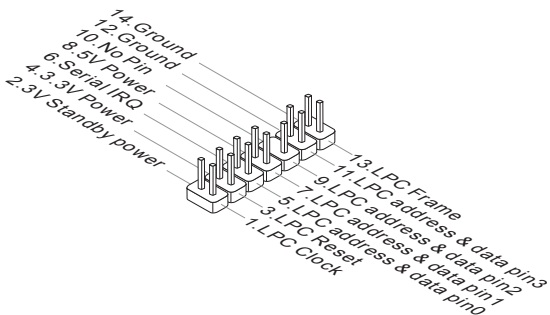 14.Ground
12.Ground
10.No Pin
8.5V Power
6.Serial IRQ
4.3.3V Power
2.3V Standby power
13.LPC Frame
11.LPC address & data pin3
9.LPC address & data pin2
7.LPC address & data pin1
5.LPC address & data pin0
3.LPC Reset
1.LPC Clock